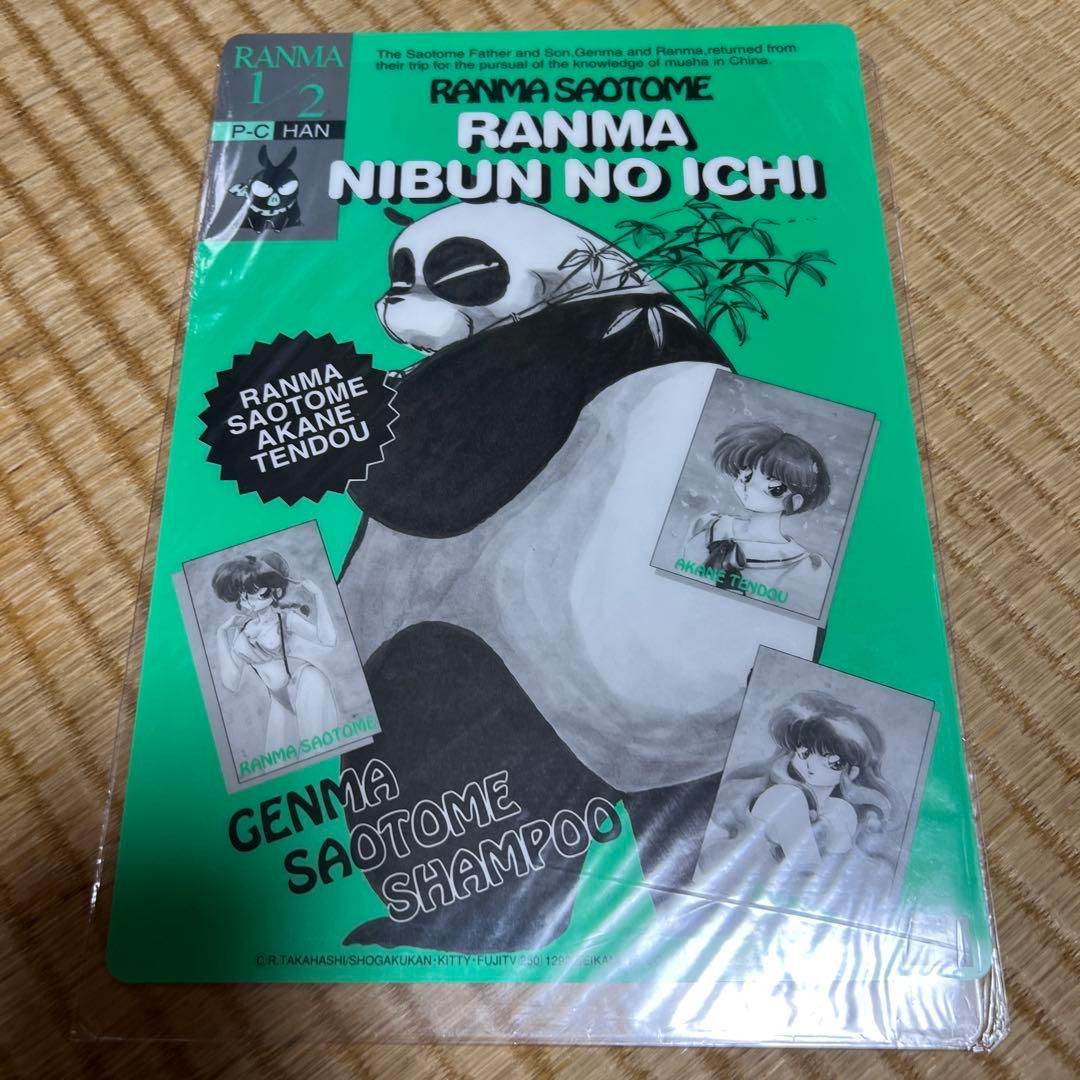 RANMA
1
2
P-C HAN
The Saotome Father and Son,Genma and Ranma,returned from
their trip for the pursual of the knowledge of musha in China.
RANMA SAOTOME
RANMA
NIBUN NO ICHI
RANMA
SAOTOME
AKANE
TENDOU
AKANE TENDOU
RANMA SAOTOME
GENMA
SAOTOME
SHAMPOO
© R.TAKAHASHI/SHOGAKUKAN・KITTY・FUJITV